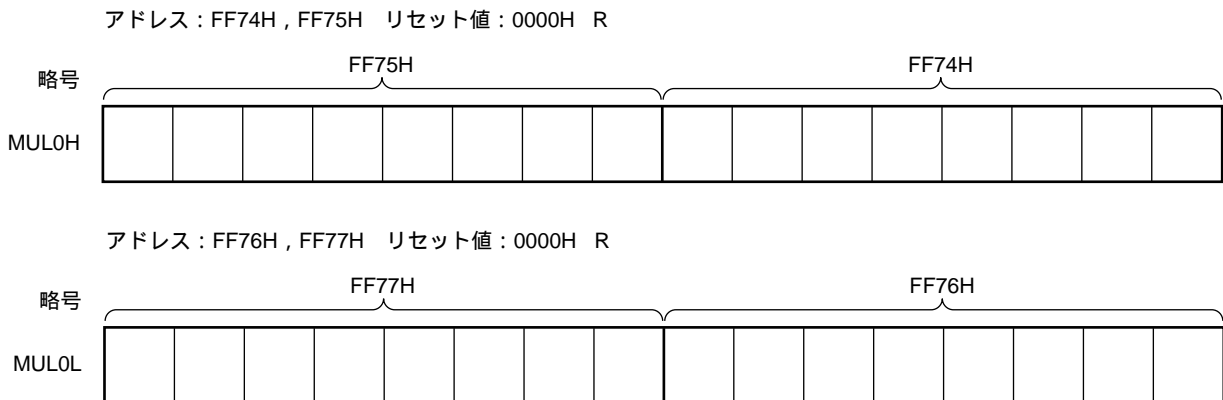 アドレス：FF74H , FF75H リセット値：0000H R
略号 FF75H FF74H
MUL0H
アドレス：FF76H , FF77H リセット値：0000H R
略号 FF77H FF76H
MUL0L